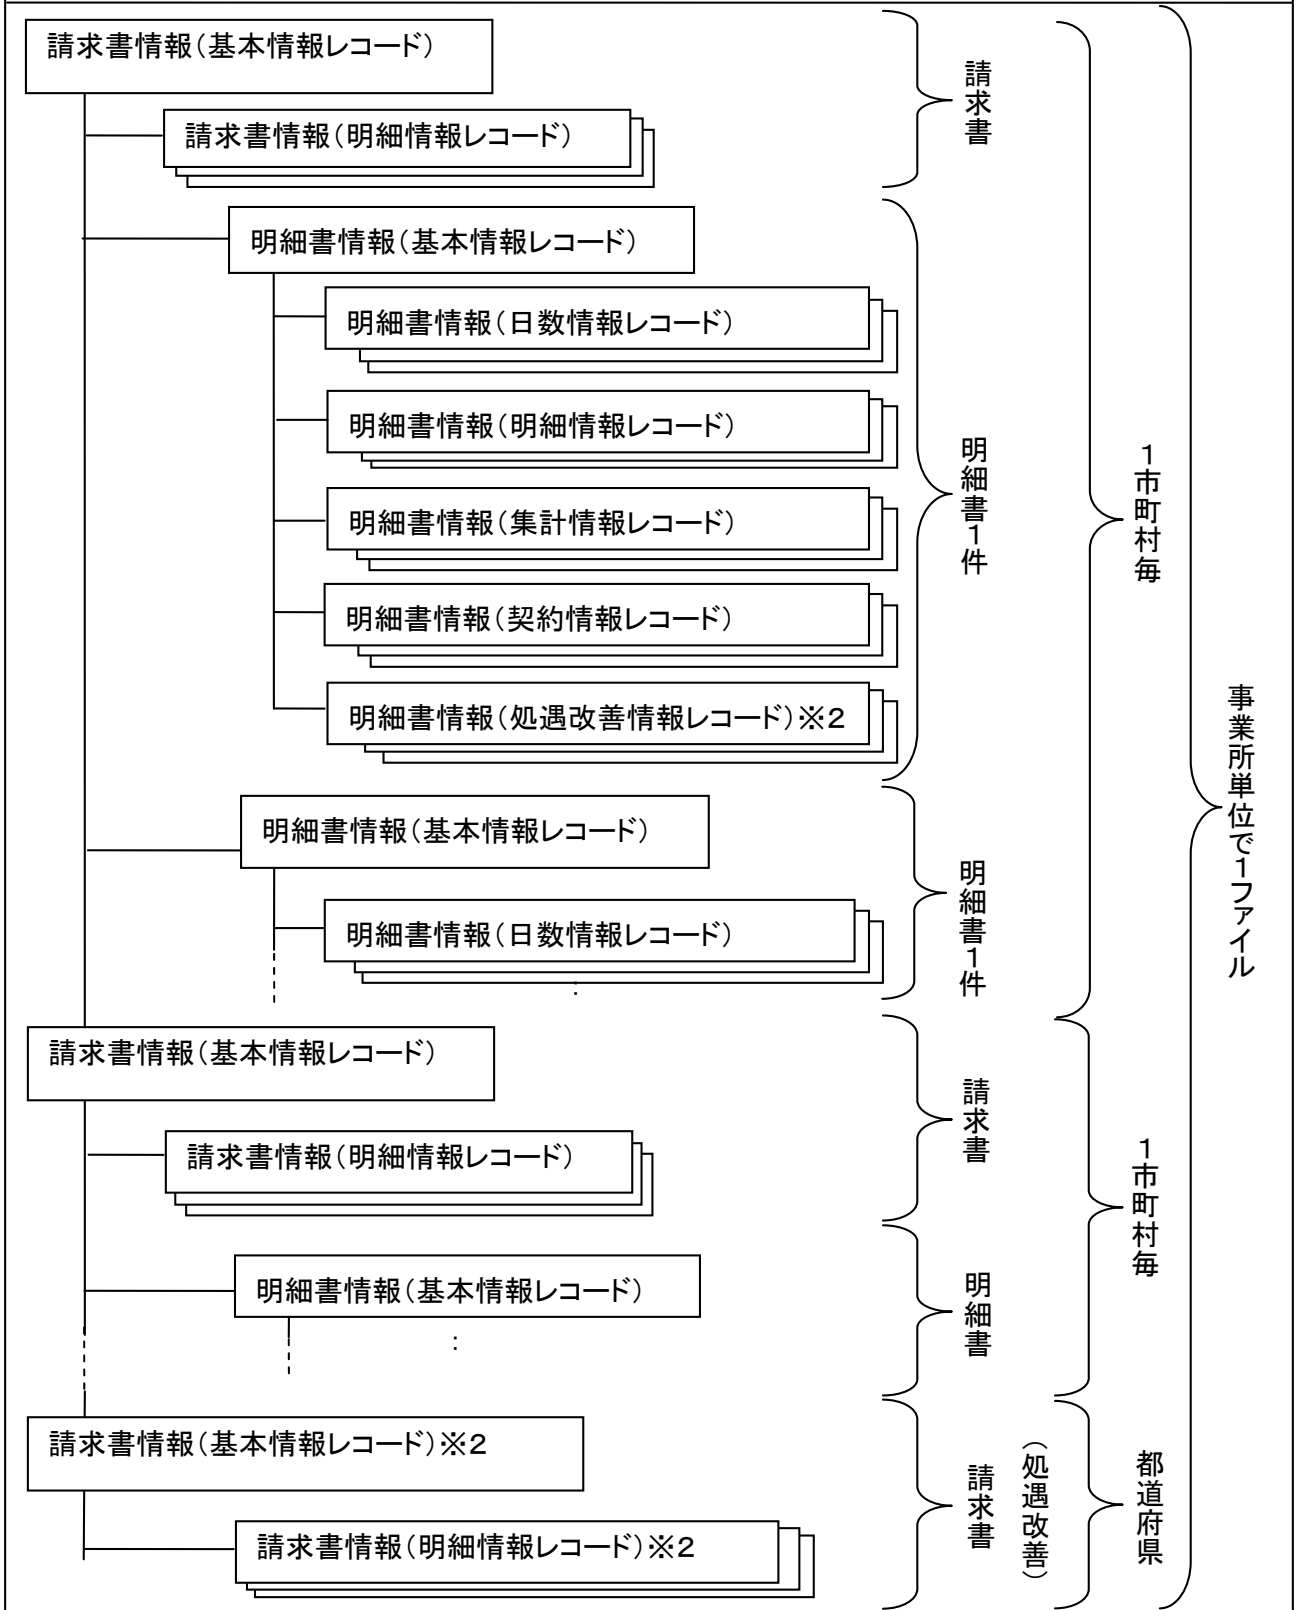 請求書情報（基本情報レコード）
請求書情報（明細情報レコード）
請求書
明細書情報（基本情報レコード）
明細書情報（日数情報レコード）
明細書情報（明細情報レコード）
明細書情報（集計情報レコード）
明細書情報（契約情報レコード）
明細書情報（処遇改善情報レコード）※2
明細書1件
1市町村毎
事業所単位で1ファイル
明細書情報（基本情報レコード）
明細書情報（日数情報レコード）
：
明細書1件
請求書情報（基本情報レコード）
請求書情報（明細情報レコード）
請求書
1市町村毎
明細書情報（基本情報レコード）
：
明細書
請求書情報（基本情報レコード）※2
請求書情報（明細情報レコード）※2
請求書
（処遇改善）
都道府県